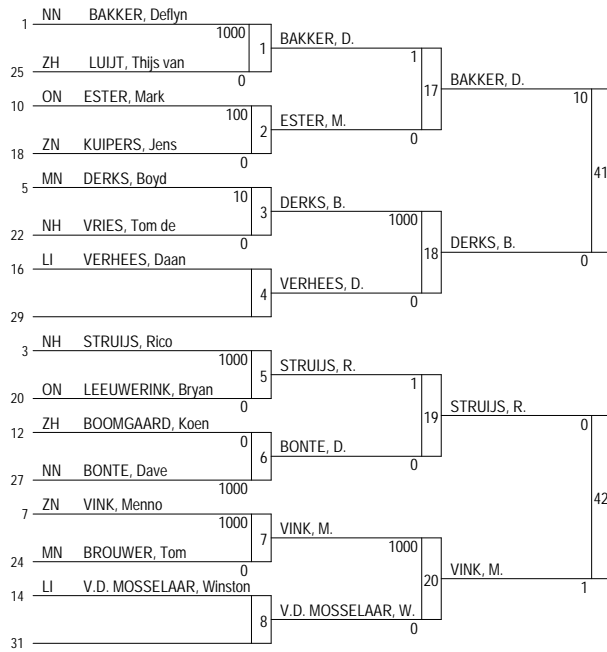 1 NN BAKKER, Deflyn
1000
1 BAKKER, D.
1
25 ZH LUIJT, Thijs van
0
17 BAKKER, D.
10
10 ON ESTER, Mark
100
2 ESTER, M.
0
18 ZN KUIPERS, Jens
0
41
5 MN DERKS, Boyd
10
3 DERKS, B.
1000
22 NH VRIES, Tom de
0
18 DERKS, B.
0
16 LI VERHEES, Daan
4 VERHEES, D.
0
29
3 NH STRUIJS, Rico
1000
5 STRUIJS, R.
1
20 ON LEEUWERINK, Bryan
0
19 STRUIJS, R.
0
12 ZH BOOMGAARD, Koen
0
6 BONTE, D.
0
27 NN BONTE, Dave
1000
42
7 ZN VINK, Menno
1000
7 VINK, M.
1000
24 MN BROUWER, Tom
0
20 VINK, M.
1
14 LI V.D. MOSSELAAR, Winston
8 V.D. MOSSELAAR, W.
0
31